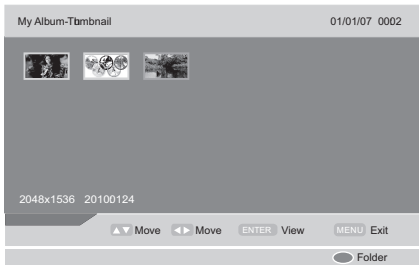 My Album-Thmbnail 01/01/07 0002
2048x1536 20100124
▲▼ Move ◄► Move ENTER View MENU Exit
Folder